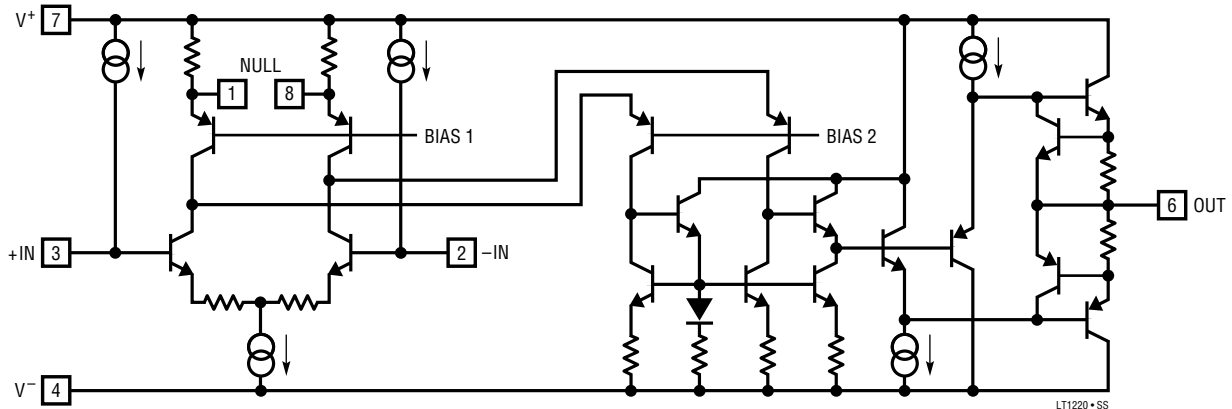 V+ 7
NULL
1 8
BIAS 1
BIAS 2
6 OUT
+IN 3
2 –IN
V– 4
LT1220 • SS